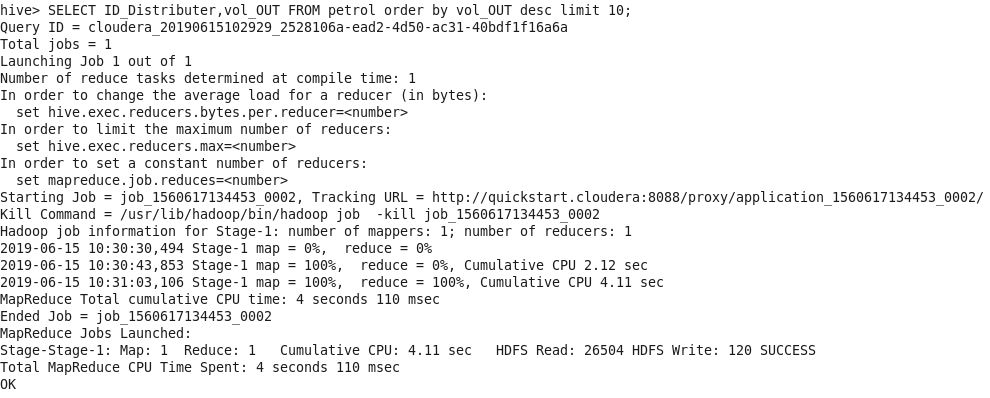 hive> SELECT ID_Distributer,vol_OUT FROM petrol order by vol_OUT desc limit 10;
Query ID = cloudera_20190615102929_2528106a-ead2-4d50-ac31-40bdf1f16a6a
Total jobs = 1
Launching Job 1 out of 1
Number of reduce tasks determined at compile time: 1
In order to change the average load for a reducer (in bytes):
  set hive.exec.reducers.bytes.per.reducer=<number>
In order to limit the maximum number of reducers:
  set hive.exec.reducers.max=<number>
In order to set a constant number of reducers:
  set mapreduce.job.reduces=<number>
Starting Job = job_1560617134453_0002, Tracking URL = http://quickstart.cloudera:8088/proxy/application_1560617134453_0002/
Kill Command = /usr/lib/hadoop/bin/hadoop job  -kill job_1560617134453_0002
Hadoop job information for Stage-1: number of mappers: 1; number of reducers: 1
2019-06-15 10:30:30,494 Stage-1 map = 0%,  reduce = 0%
2019-06-15 10:30:43,853 Stage-1 map = 100%,  reduce = 0%, Cumulative CPU 2.12 sec
2019-06-15 10:31:03,106 Stage-1 map = 100%,  reduce = 100%, Cumulative CPU 4.11 sec
MapReduce Total cumulative CPU time: 4 seconds 110 msec
Ended Job = job_1560617134453_0002
MapReduce Jobs Launched:
Stage-Stage-1: Map: 1  Reduce: 1   Cumulative CPU: 4.11 sec   HDFS Read: 26504 HDFS Write: 120 SUCCESS
Total MapReduce CPU Time Spent: 4 seconds 110 msec
OK